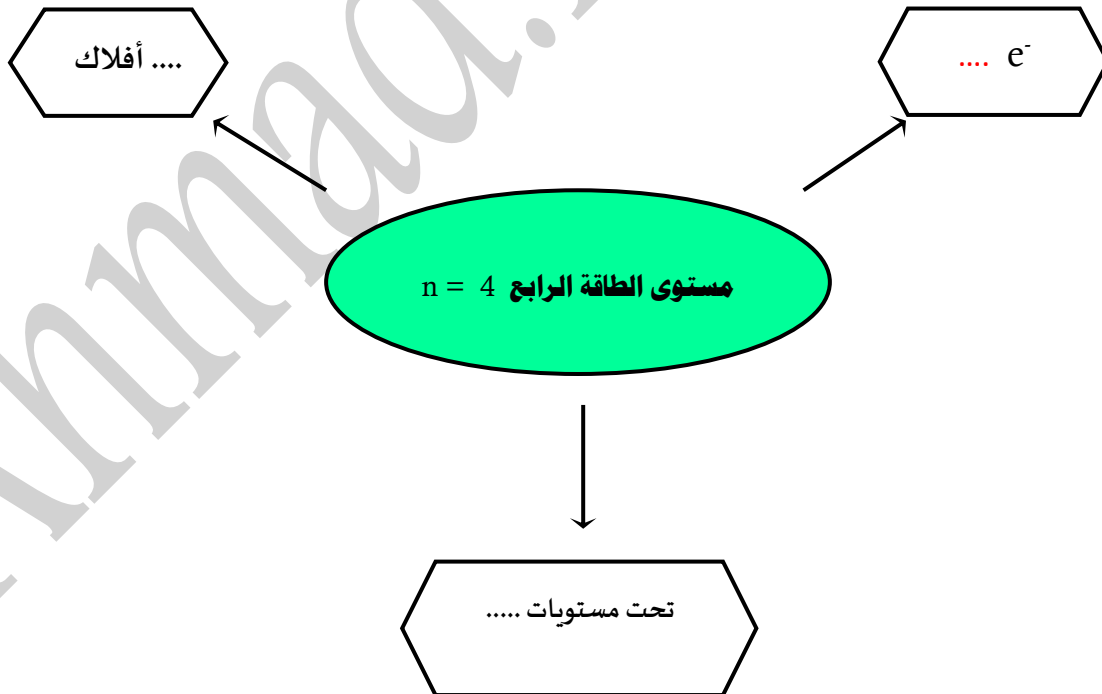 .... أفلاك
.... e⁻
مستوى الطاقة الرابع n = 4
تحت مستويات .....